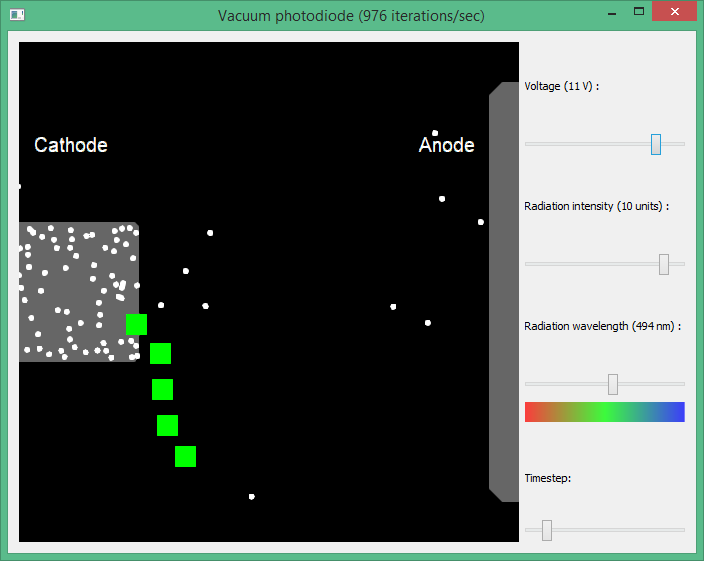 Vacuum photodiode (976 iterations/sec)
Voltage (11 V) :
Cathode
Anode
Radiation intensity (10 units) :
Radiation wavelength (494 nm) :
Timestep: